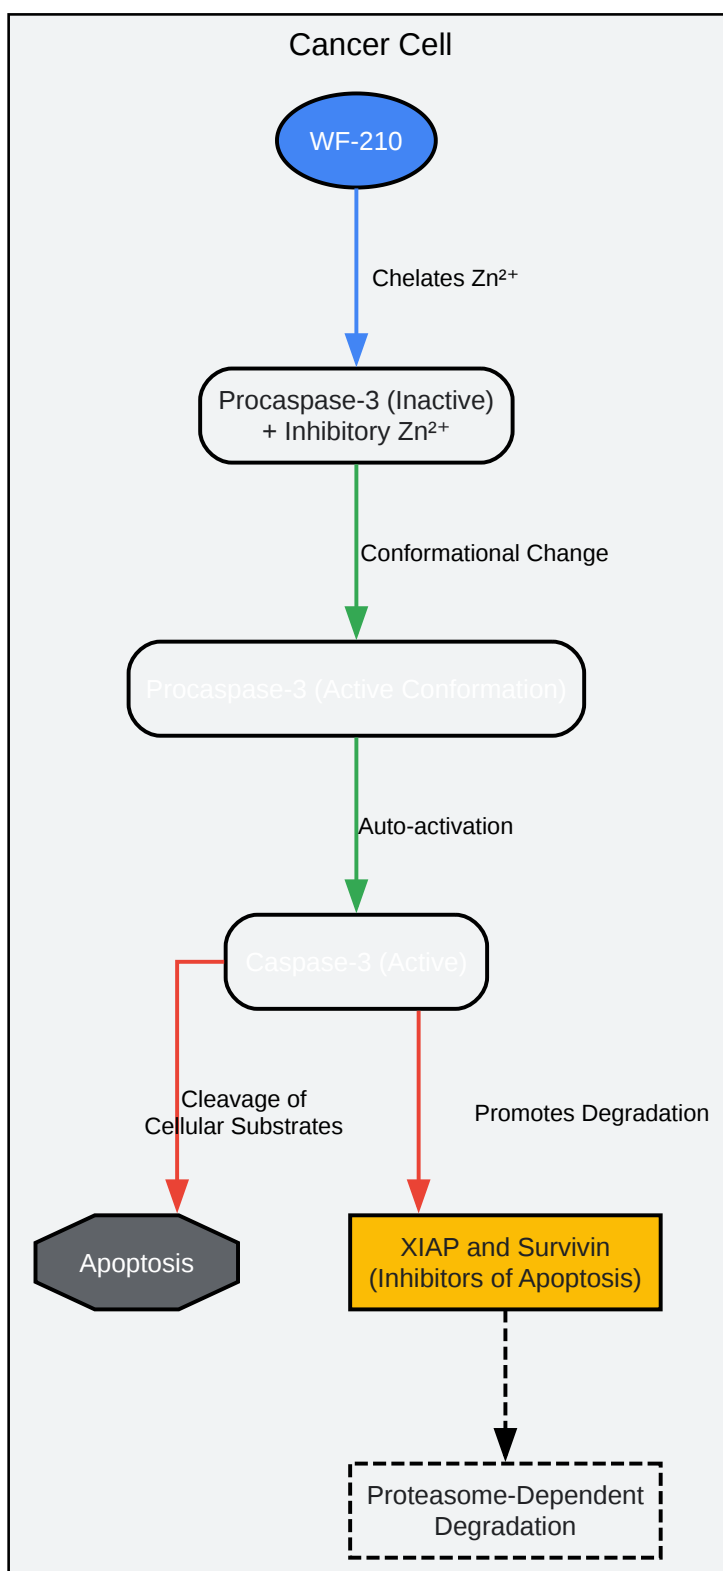 Cancer Cell
WF-210
Chelates Zn²⁺
Procaspase-3 (Inactive)
+ Inhibitory Zn²⁺
Conformational Change
Procaspase-3 (Active Conformation)
Auto-activation
Caspase-3 (Active)
Cleavage of
Cellular Substrates
Promotes Degradation
Apoptosis
XIAP and Survivin
(Inhibitors of Apoptosis)
Proteasome-Dependent
Degradation